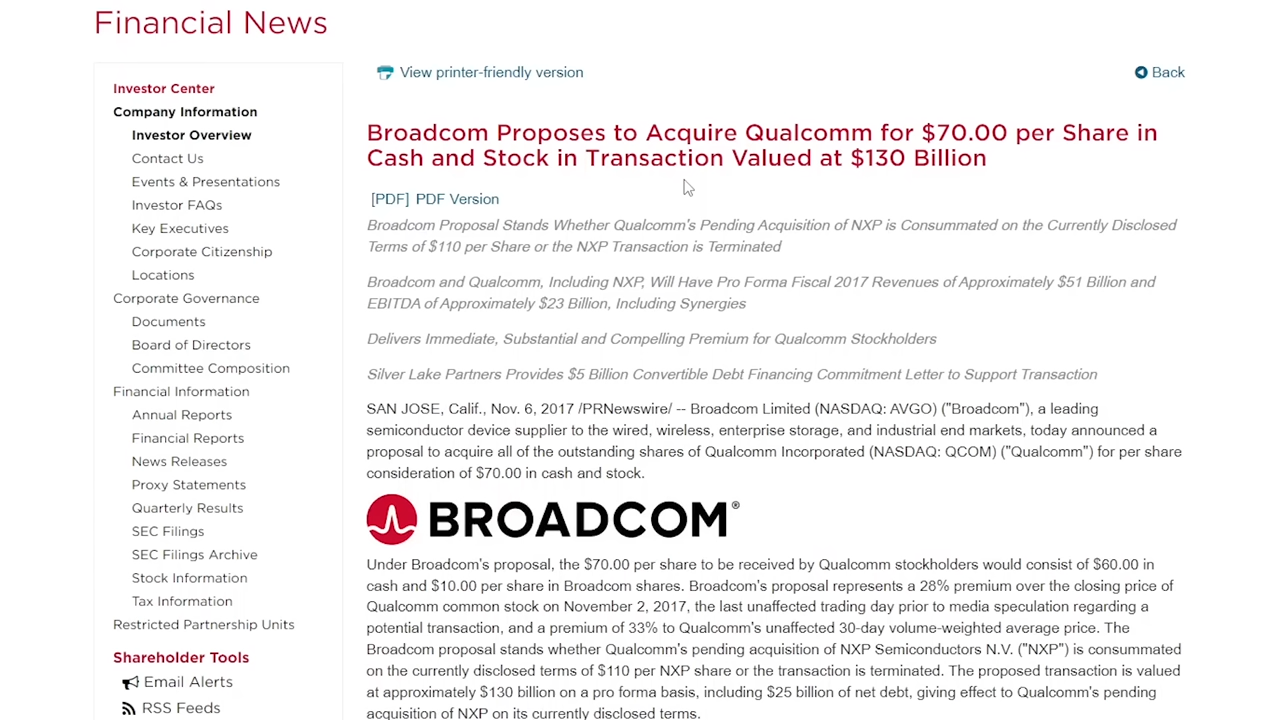 Financial News
Investor Center
Company Information
Investor Overview
Contact Us
Events & Presentations
Investor FAQs
Key Executives
Corporate Citizenship
Locations
Corporate Governance
Documents
Board of Directors
Committee Composition
Financial Information
Annual Reports
Financial Reports
News Releases
Proxy Statements
Quarterly Results
SEC Filings
SEC Filings Archive
Stock Information
Tax Information
Restricted Partnership Units
Shareholder Tools
Email Alerts
RSS Feeds
View printer-friendly version
Back
Broadcom Proposes to Acquire Qualcomm for $70.00 per Share in
Cash and Stock in Transaction Valued at $130 Billion
[PDF] PDF Version
Broadcom Proposal Stands Whether Qualcomm's Pending Acquisition of NXP is Consummated on the Currently Disclosed
Terms of $110 per Share or the NXP Transaction is Terminated
Broadcom and Qualcomm, Including NXP, Will Have Pro Forma Fiscal 2017 Revenues of Approximately $51 Billion and
EBITDA of Approximately $23 Billion, Including Synergies
Delivers Immediate, Substantial and Compelling Premium for Qualcomm Stockholders
Silver Lake Partners Provides $5 Billion Convertible Debt Financing Commitment Letter to Support Transaction
SAN JOSE, Calif., Nov. 6, 2017 /PRNewswire/ -- Broadcom Limited (NASDAQ: AVGO) ("Broadcom"), a leading
semiconductor device supplier to the wired, wireless, enterprise storage, and industrial end markets, today announced a
proposal to acquire all of the outstanding shares of Qualcomm Incorporated (NASDAQ: QCOM) ("Qualcomm") for per share
consideration of $70.00 in cash and stock.
BROADCOM®
Under Broadcom's proposal, the $70.00 per share to be received by Qualcomm stockholders would consist of $60.00 in
cash and $10.00 per share in Broadcom shares. Broadcom's proposal represents a 28% premium over the closing price of
Qualcomm common stock on November 2, 2017, the last unaffected trading day prior to media speculation regarding a
potential transaction, and a premium of 33% to Qualcomm's unaffected 30-day volume-weighted average price. The
Broadcom proposal stands whether Qualcomm's pending acquisition of NXP Semiconductors N.V. ("NXP") is consummated
on the currently disclosed terms of $110 per NXP share or the transaction is terminated. The proposed transaction is valued
at approximately $130 billion on a pro forma basis, including $25 billion of net debt, giving effect to Qualcomm's pending
acquisition of NXP on its currently disclosed terms.